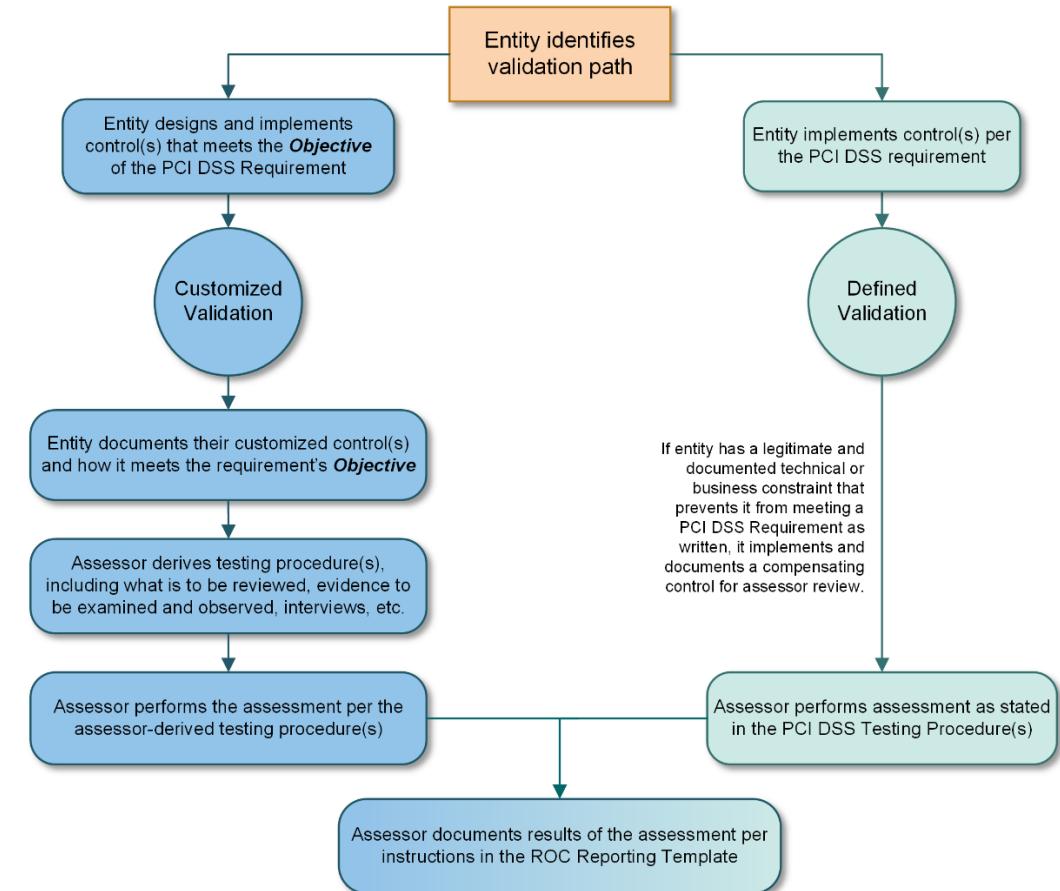 Entity identifies
validation path
Entity designs and implements
control(s) that meets the Objective
of the PCI DSS Requirement
Customized
Validation
Entity documents their customized control(s)
and how it meets the requirement's Objective
Assessor derives testing procedure(s),
including what is to be reviewed, evidence to
be examined and observed, interviews, etc.
Assessor performs the assessment per the
assessor-derived testing procedure(s)
Entity implements control(s) per
the PCI DSS requirement
Defined
Validation
If entity has a legitimate and
documented technical or
business constraint that
prevents it from meeting a
PCI DSS Requirement as
written, it implements and
documents a compensating
control for assessor review.
Assessor performs assessment as stated
in the PCI DSS Testing Procedure(s)
Assessor documents results of the assessment per
instructions in the ROC Reporting Template